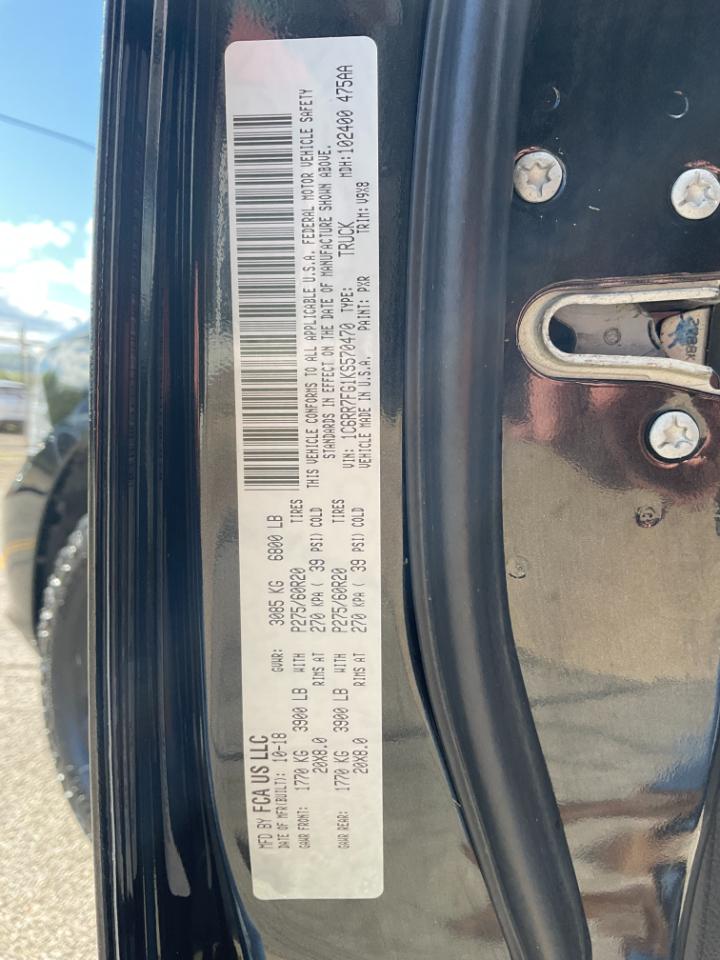 MFD BY FCA US LLC
DATE OF MFR(BUILT): 10-18 GVWR: 3085 KG 6800 LB
GAWR FRONT: 1770 KG 3900 LB WITH P275/60R20 TIRES
20X8.0 RIMS AT 270 KPA ( 39 PSI) COLD
GAWR REAR: 1770 KG 3900 LB WITH P275/60R20 TIRES
20X8.0 RIMS AT 270 KPA ( 39 PSI) COLD
THIS VEHICLE CONFORMS TO ALL APPLICABLE U.S.A. FEDERAL MOTOR VEHICLE SAFETY
STANDARDS IN EFFECT ON THE DATE OF MANUFACTURE SHOWN ABOVE.
VIN: 1C6RR7FG1KS570470 TYPE: TRUCK MDH:102400 475AA
VEHICLE MADE IN U.S.A. PAINT: PXR TRIM: V9X8